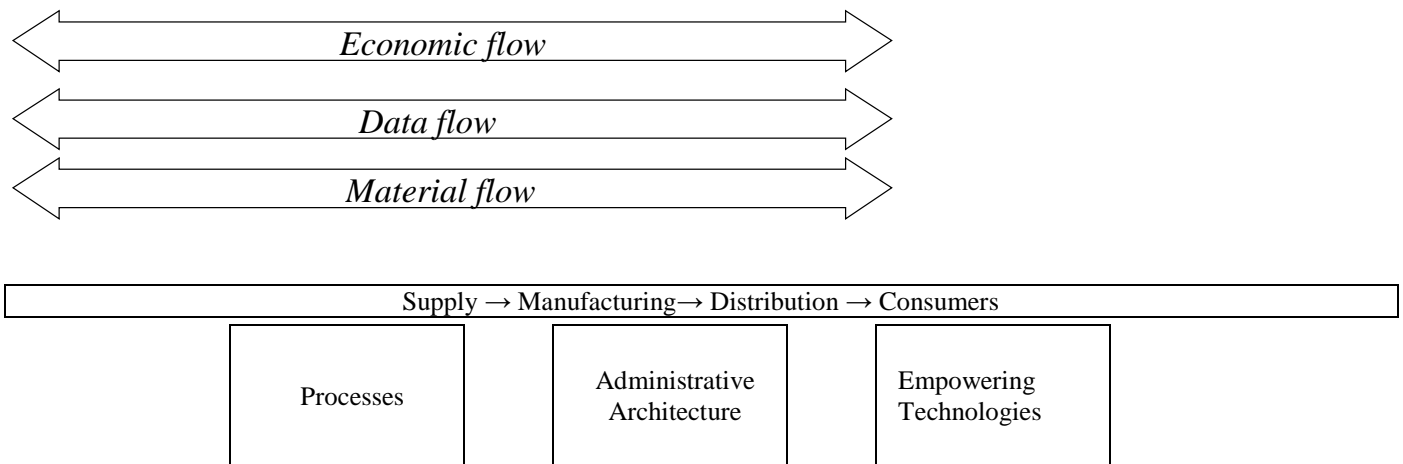 Economic flow
Data flow
Material flow
Supply → Manufacturing→ Distribution → Consumers
Processes
Administrative
Architecture
Empowering
Technologies